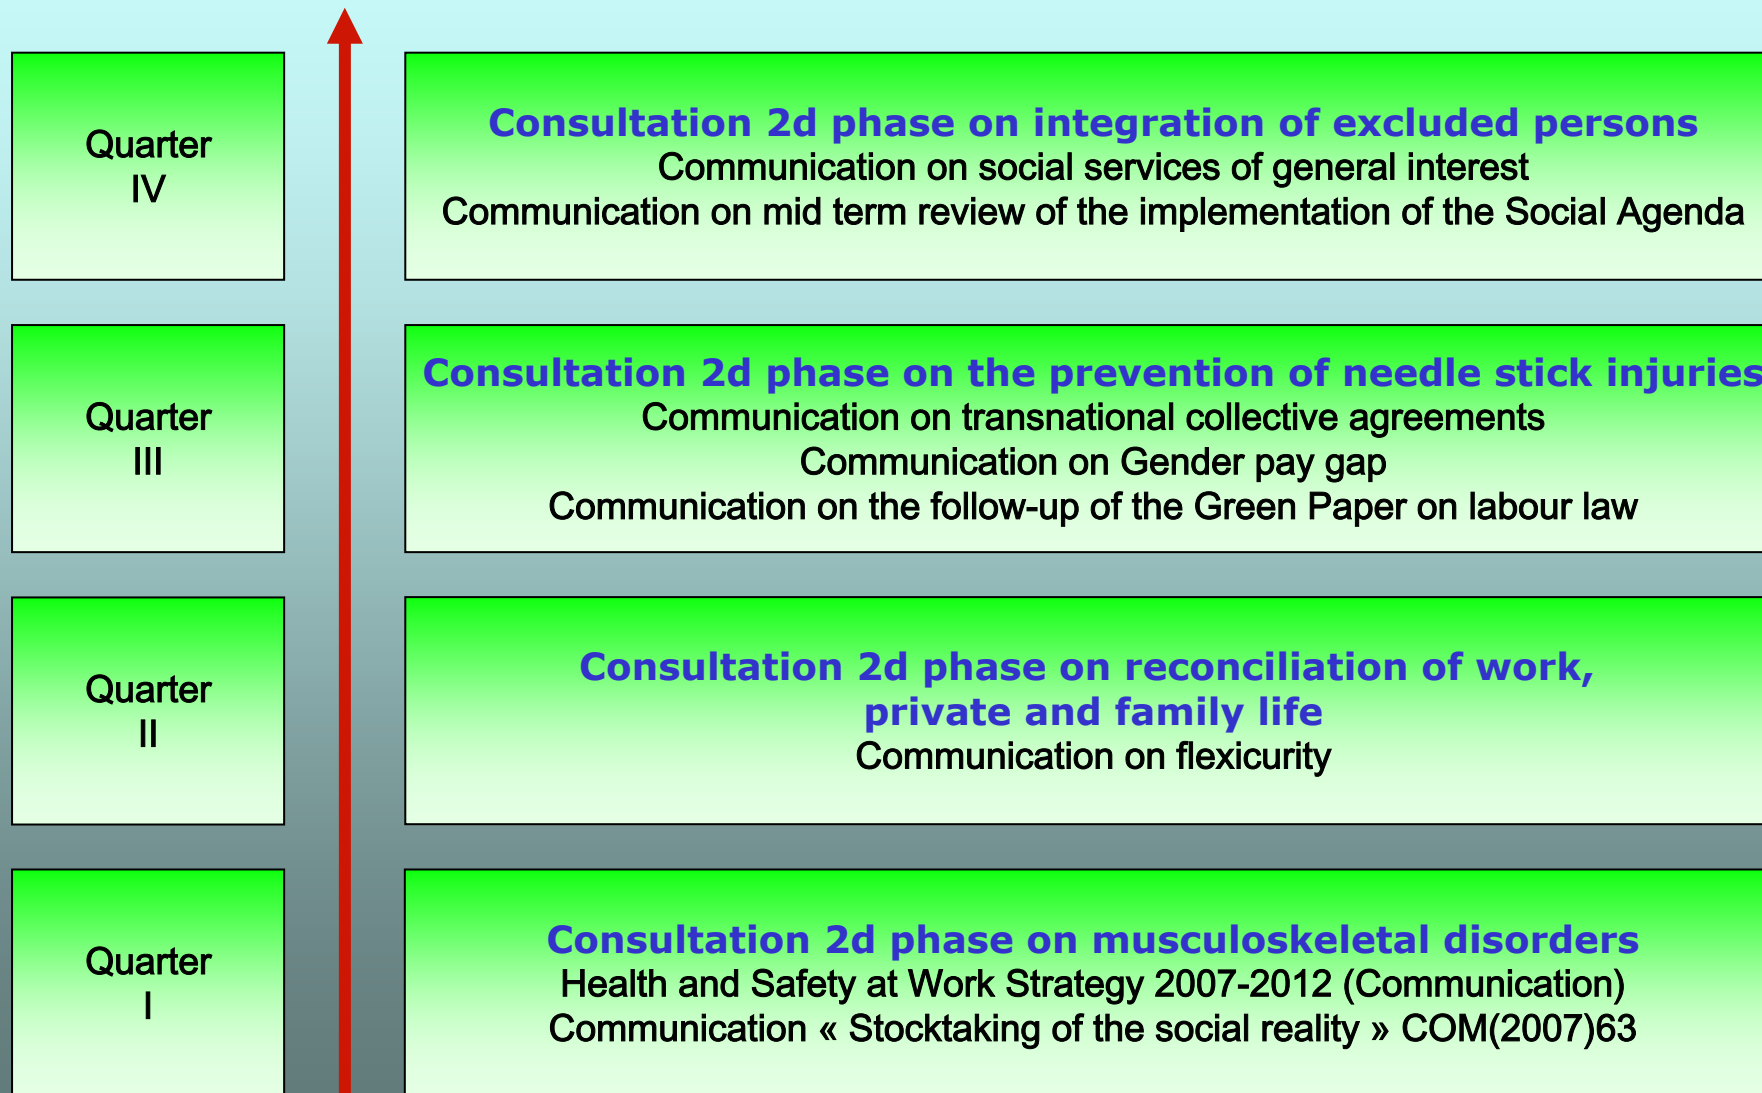 Quarter
IV
Consultation 2d phase on integration of excluded persons
Communication on social services of general interest
Communication on mid term review of the implementation of the Social Agenda
Quarter
III
Consultation 2d phase on the prevention of needle stick injuries
Communication on transnational collective agreements
Communication on Gender pay gap
Communication on the follow-up of the Green Paper on labour law
Quarter
II
Consultation 2d phase on reconciliation of work,
private and family life
Communication on flexicurity
Quarter
I
Consultation 2d phase on musculoskeletal disorders
Health and Safety at Work Strategy 2007-2012 (Communication)
Communication « Stocktaking of the social reality » COM(2007)63